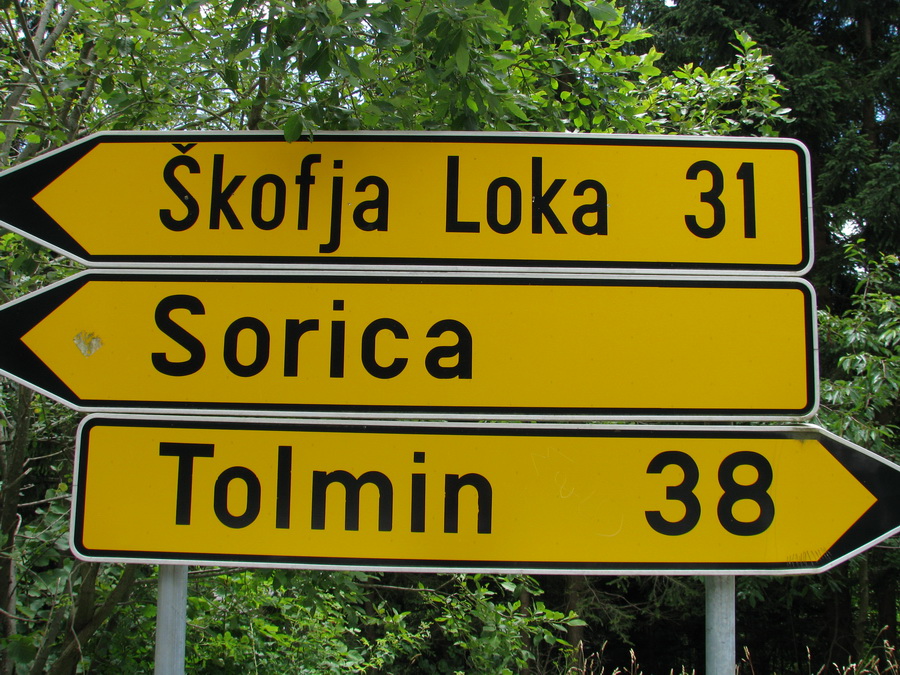 Škofja Loka 31
Sorica
Tolmin 38